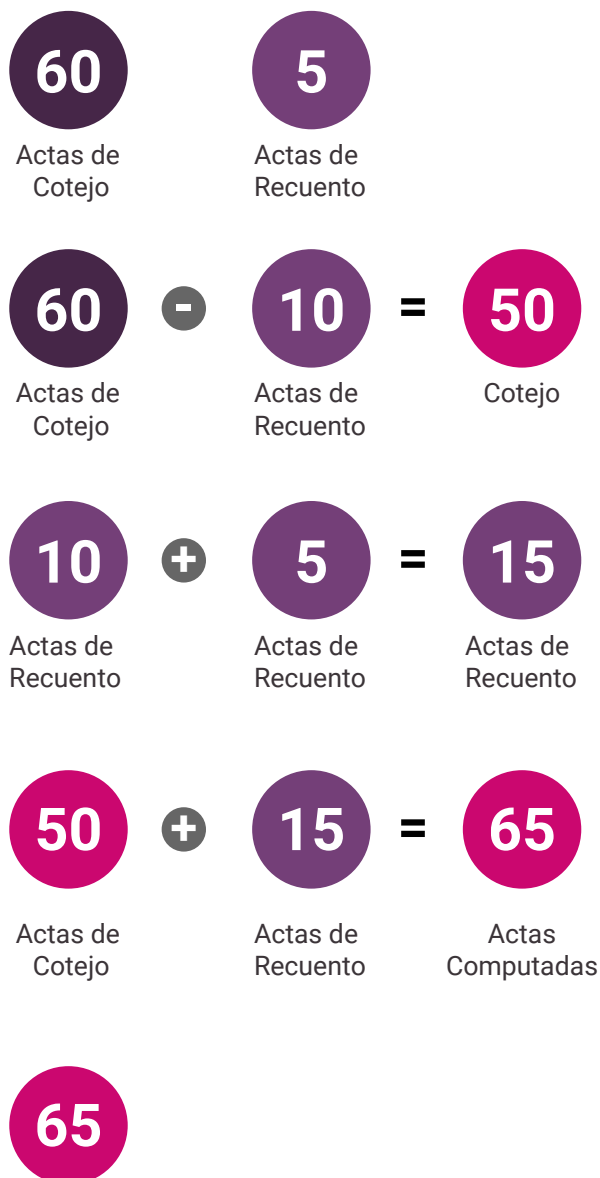 60 5
Actas de Actas de
Cotejo Recuento
60 - 10 = 50
Actas de Actas de Cotejo
Cotejo Recuento
10 + 5 = 15
Actas de Actas de Actas de
Recuento Recuento Recuento
50 + 15 = 65
Actas de Actas de Actas
Cotejo Recuento Computadas
65